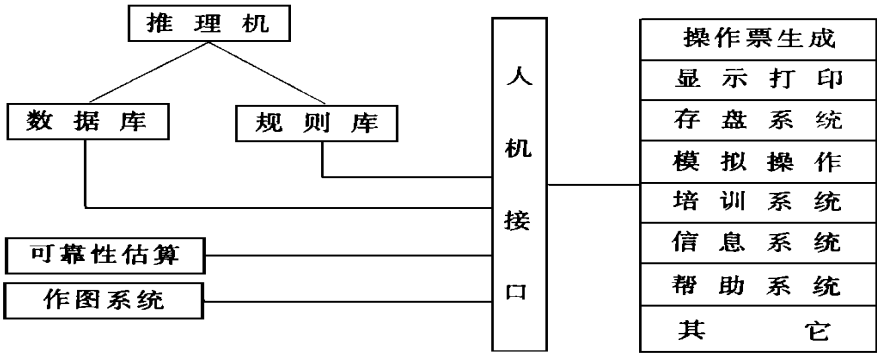 推理机
数据库
规则库
可靠性估算
作图系统
人机接口
操作票生成
显示打印
存盘系统
模拟操作
培训系统
信息系统
帮助系统
其它